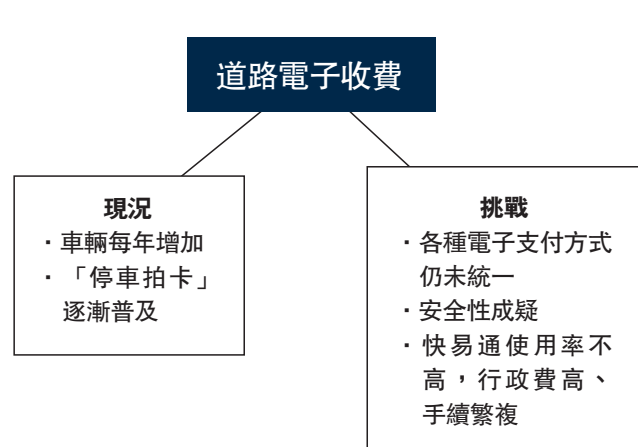 道路電子收費
現況
・車輛每年增加
・「停車拍卡」
逐漸普及
挑戰
・各種電子支付方式
仍未統一
・安全性成疑
・快易通使用率不
高，行政費高、
手續繁複